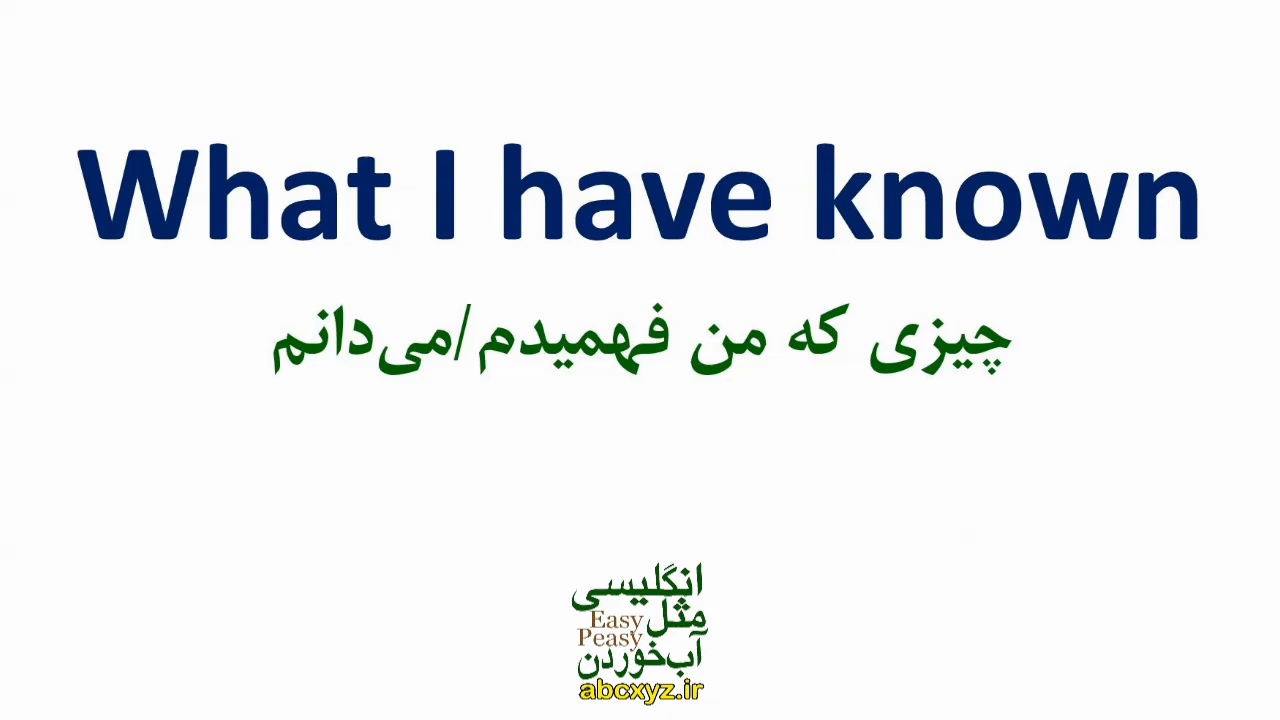 What I have known
چیزی که من فهمیدم/می‌دانم
انگلیسی
مثل
Easy
Peasy
آب‌خوردن
abcxyz.ir